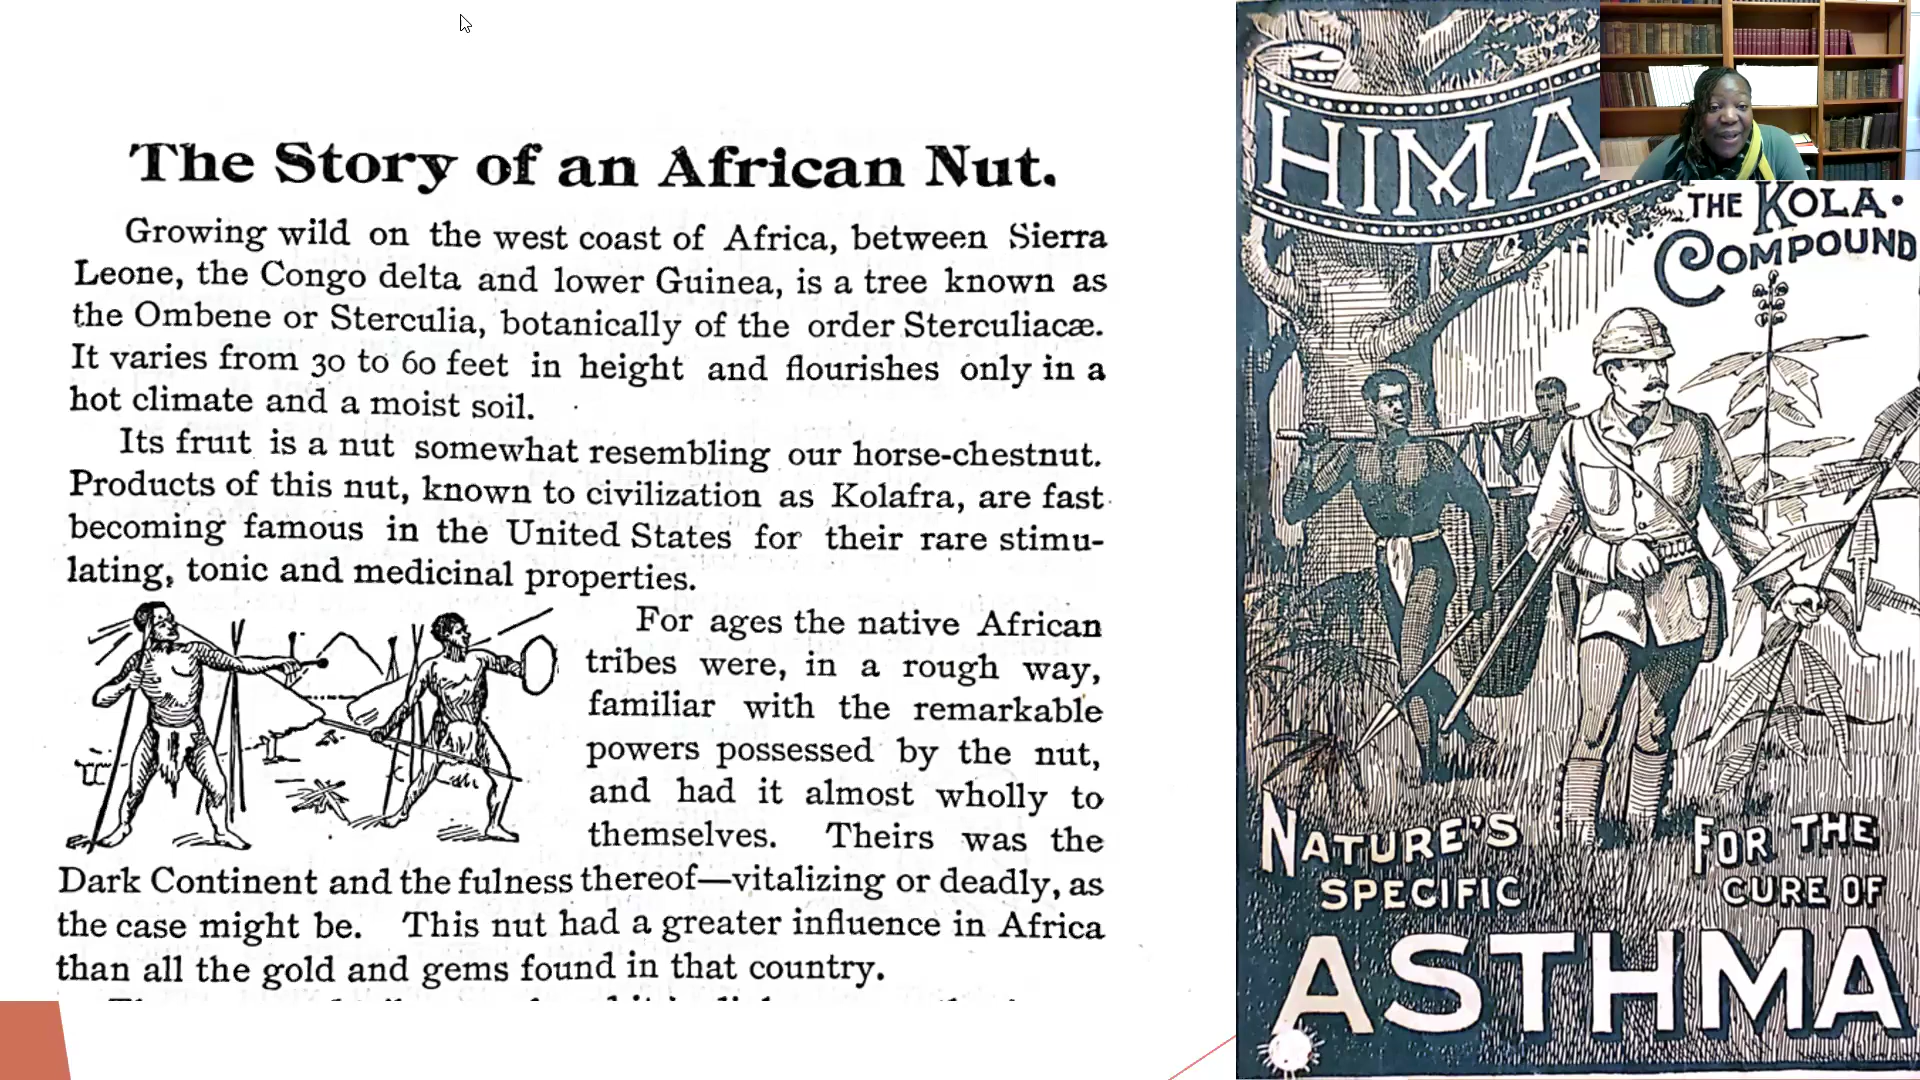 The Story of an African Nut.
Growing wild on the west coast of Africa, between Sierra
Leone, the Congo delta and lower Guinea, is a tree known as
the Ombene or Sterculia, botanically of the order Sterculiacæ.
It varies from 30 to 60 feet in height and flourishes only in a
hot climate and a moist soil.
Its fruit is a nut somewhat resembling our horse-chestnut.
Products of this nut, known to civilization as Kolafra, are fast
becoming famous in the United States for their rare stimu-
lating, tonic and medicinal properties.
For ages the native African
tribes were, in a rough way,
familiar with the remarkable
powers possessed by the nut,
and had it almost wholly to
themselves. Theirs was the
Dark Continent and the fulness thereof—vitalizing or deadly, as
the case might be. This nut had a greater influence in Africa
than all the gold and gems found in that country.
HIMA
THE KOLA
COMPOUND
NATURE'S
SPECIFIC
FOR THE
CURE OF
ASTHMA